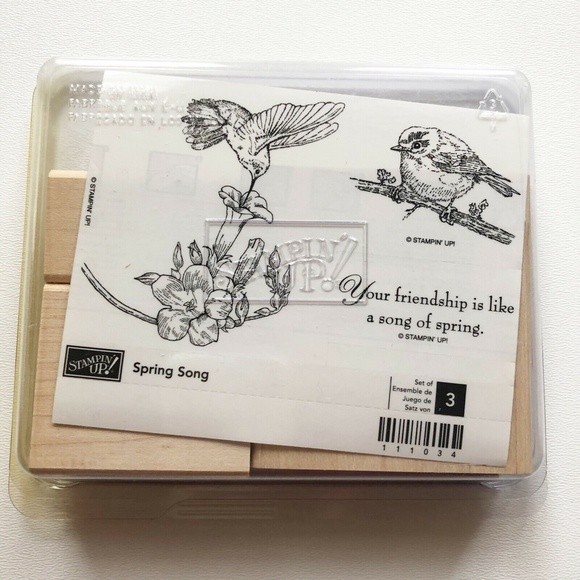 © STAMPIN' UP!
© STAMPIN' UP!
STAMPIN' UP!
Your friendship is like
a song of spring.
© STAMPIN' UP!
STAMPIN' UP!
Spring Song
Set of
Ensemble de
Juego de
Satz von
3
111034